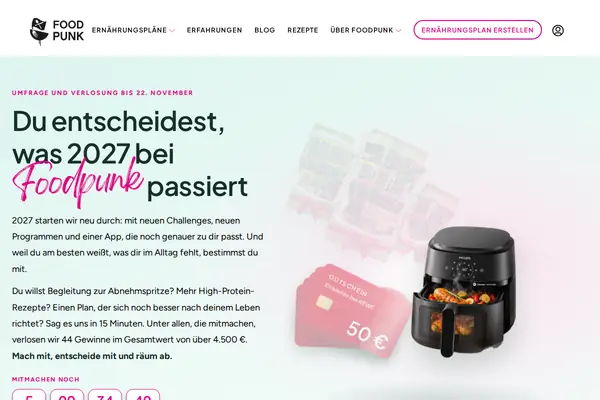 FOOD
PUNK
ERNÄHRUNGSPLÄNE
ERFAHRUNGEN
BLOG
REZEPTE
ÜBER FOODPUNK
ERNÄHRUNGSPLAN ERSTELLEN
UMFRAGE UND VERLOSUNG BIS 22. NOVEMBER
Du entscheidest,
was 2027 bei
Foodpunk passiert
2027 starten wir neu durch: mit neuen Challenges, neuen
Programmen und einer App, die noch genauer zu dir passt. Und
weil du am besten weißt, was dir im Alltag fehlt, bestimmst du
mit.
Du willst Begleitung zur Abnehmspritze? Mehr High-Protein-
Rezepte? Einen Plan, der sich noch besser nach deinem Leben
richtet? Sag es uns in 15 Minuten. Unter allen, die mitmachen,
verlosen wir 44 Gewinne im Gesamtwert von über 4.500 €.
Mach mit, entscheide mit und räum ab.
MITMACHEN NOCH
GUTSCHEIN
50 €
PHILIPS